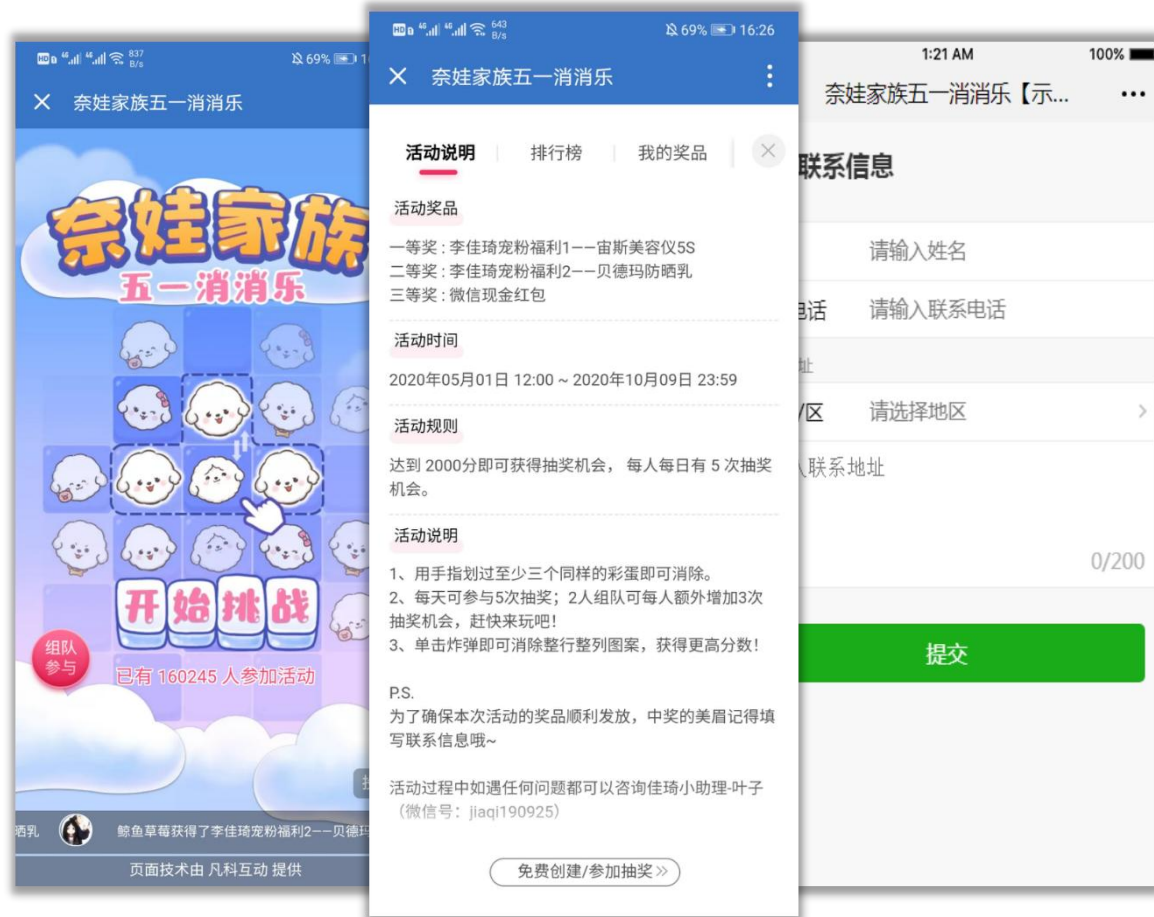 837
B/s
69%
奈娃家族五一消消乐
奈娃家族
五一消消乐
开始挑战
组队
参与
已有 160245 人参加活动
晒乳
鲸鱼草莓获得了李佳琦宠粉福利2——贝德玛
页面技术由 凡科互动 提供
HD 46 46 643
B/s
69% 16:26
奈娃家族五一消消乐
活动说明 排行榜 我的奖品
活动奖品
一等奖 : 李佳琦宠粉福利1——宙斯美容仪5S
二等奖 : 李佳琦宠粉福利2——贝德玛防晒乳
三等奖 : 微信现金红包
活动时间
2020年05月01日 12:00 ~ 2020年10月09日 23:59
活动规则
达到 2000分即可获得抽奖机会， 每人每日有 5 次抽奖
机会。
活动说明
1、用手指划过至少三个同样的彩蛋即可消除。
2、每天可参与5次抽奖；2人组队可每人额外增加3次
抽奖机会，赶快来玩吧！
3、单击炸弹即可消除整行整列图案，获得更高分数！
P.S.
为了确保本次活动的奖品顺利发放，中奖的美眉记得填
写联系信息哦~
活动过程中如遇任何问题都可以咨询佳琦小助理-叶子
（微信号：jiaqi190925）
免费创建/参加抽奖
1:21 AM 100%
奈娃家族五一消消乐【示...
联系信息
请输入姓名
电话 请输入联系电话
址
/区 请选择地区
入联系地址
0/200
提交